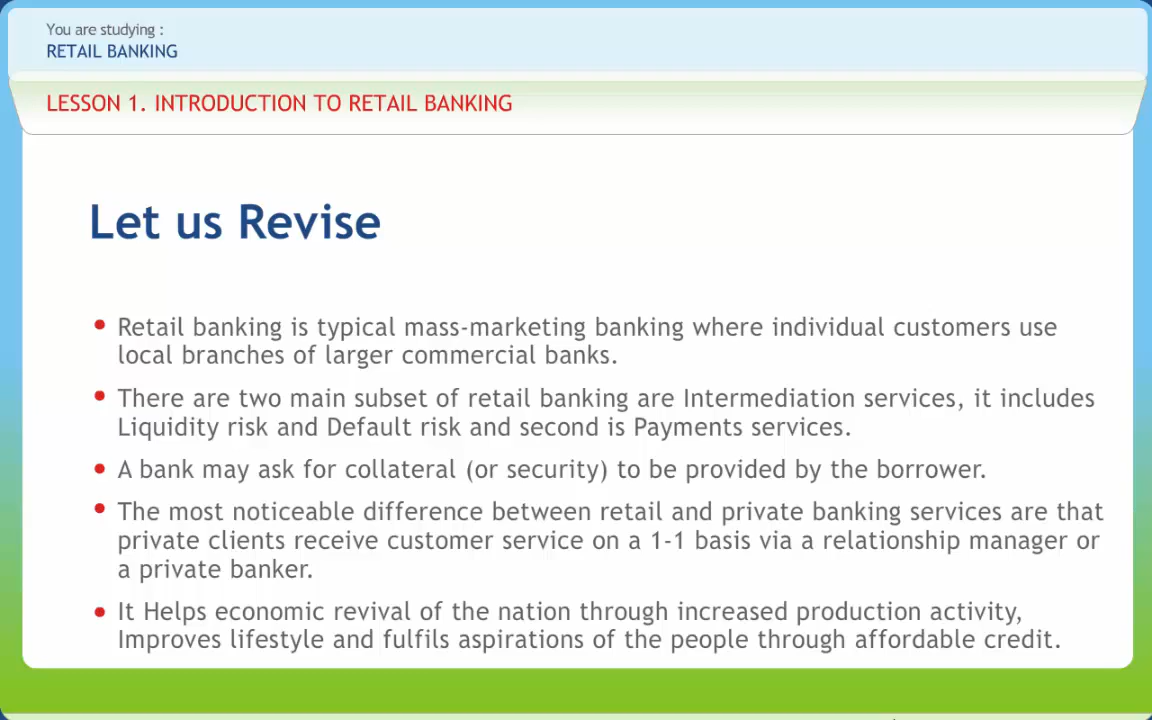 You are studying :
RETAIL BANKING
LESSON 1. INTRODUCTION TO RETAIL BANKING
Let us Revise
• Retail banking is typical mass-marketing banking where individual customers use
local branches of larger commercial banks.
• There are two main subset of retail banking are Intermediation services, it includes
Liquidity risk and Default risk and second is Payments services.
• A bank may ask for collateral (or security) to be provided by the borrower.
• The most noticeable difference between retail and private banking services are that
private clients receive customer service on a 1-1 basis via a relationship manager or
a private banker.
• It Helps economic revival of the nation through increased production activity,
Improves lifestyle and fulfils aspirations of the people through affordable credit.